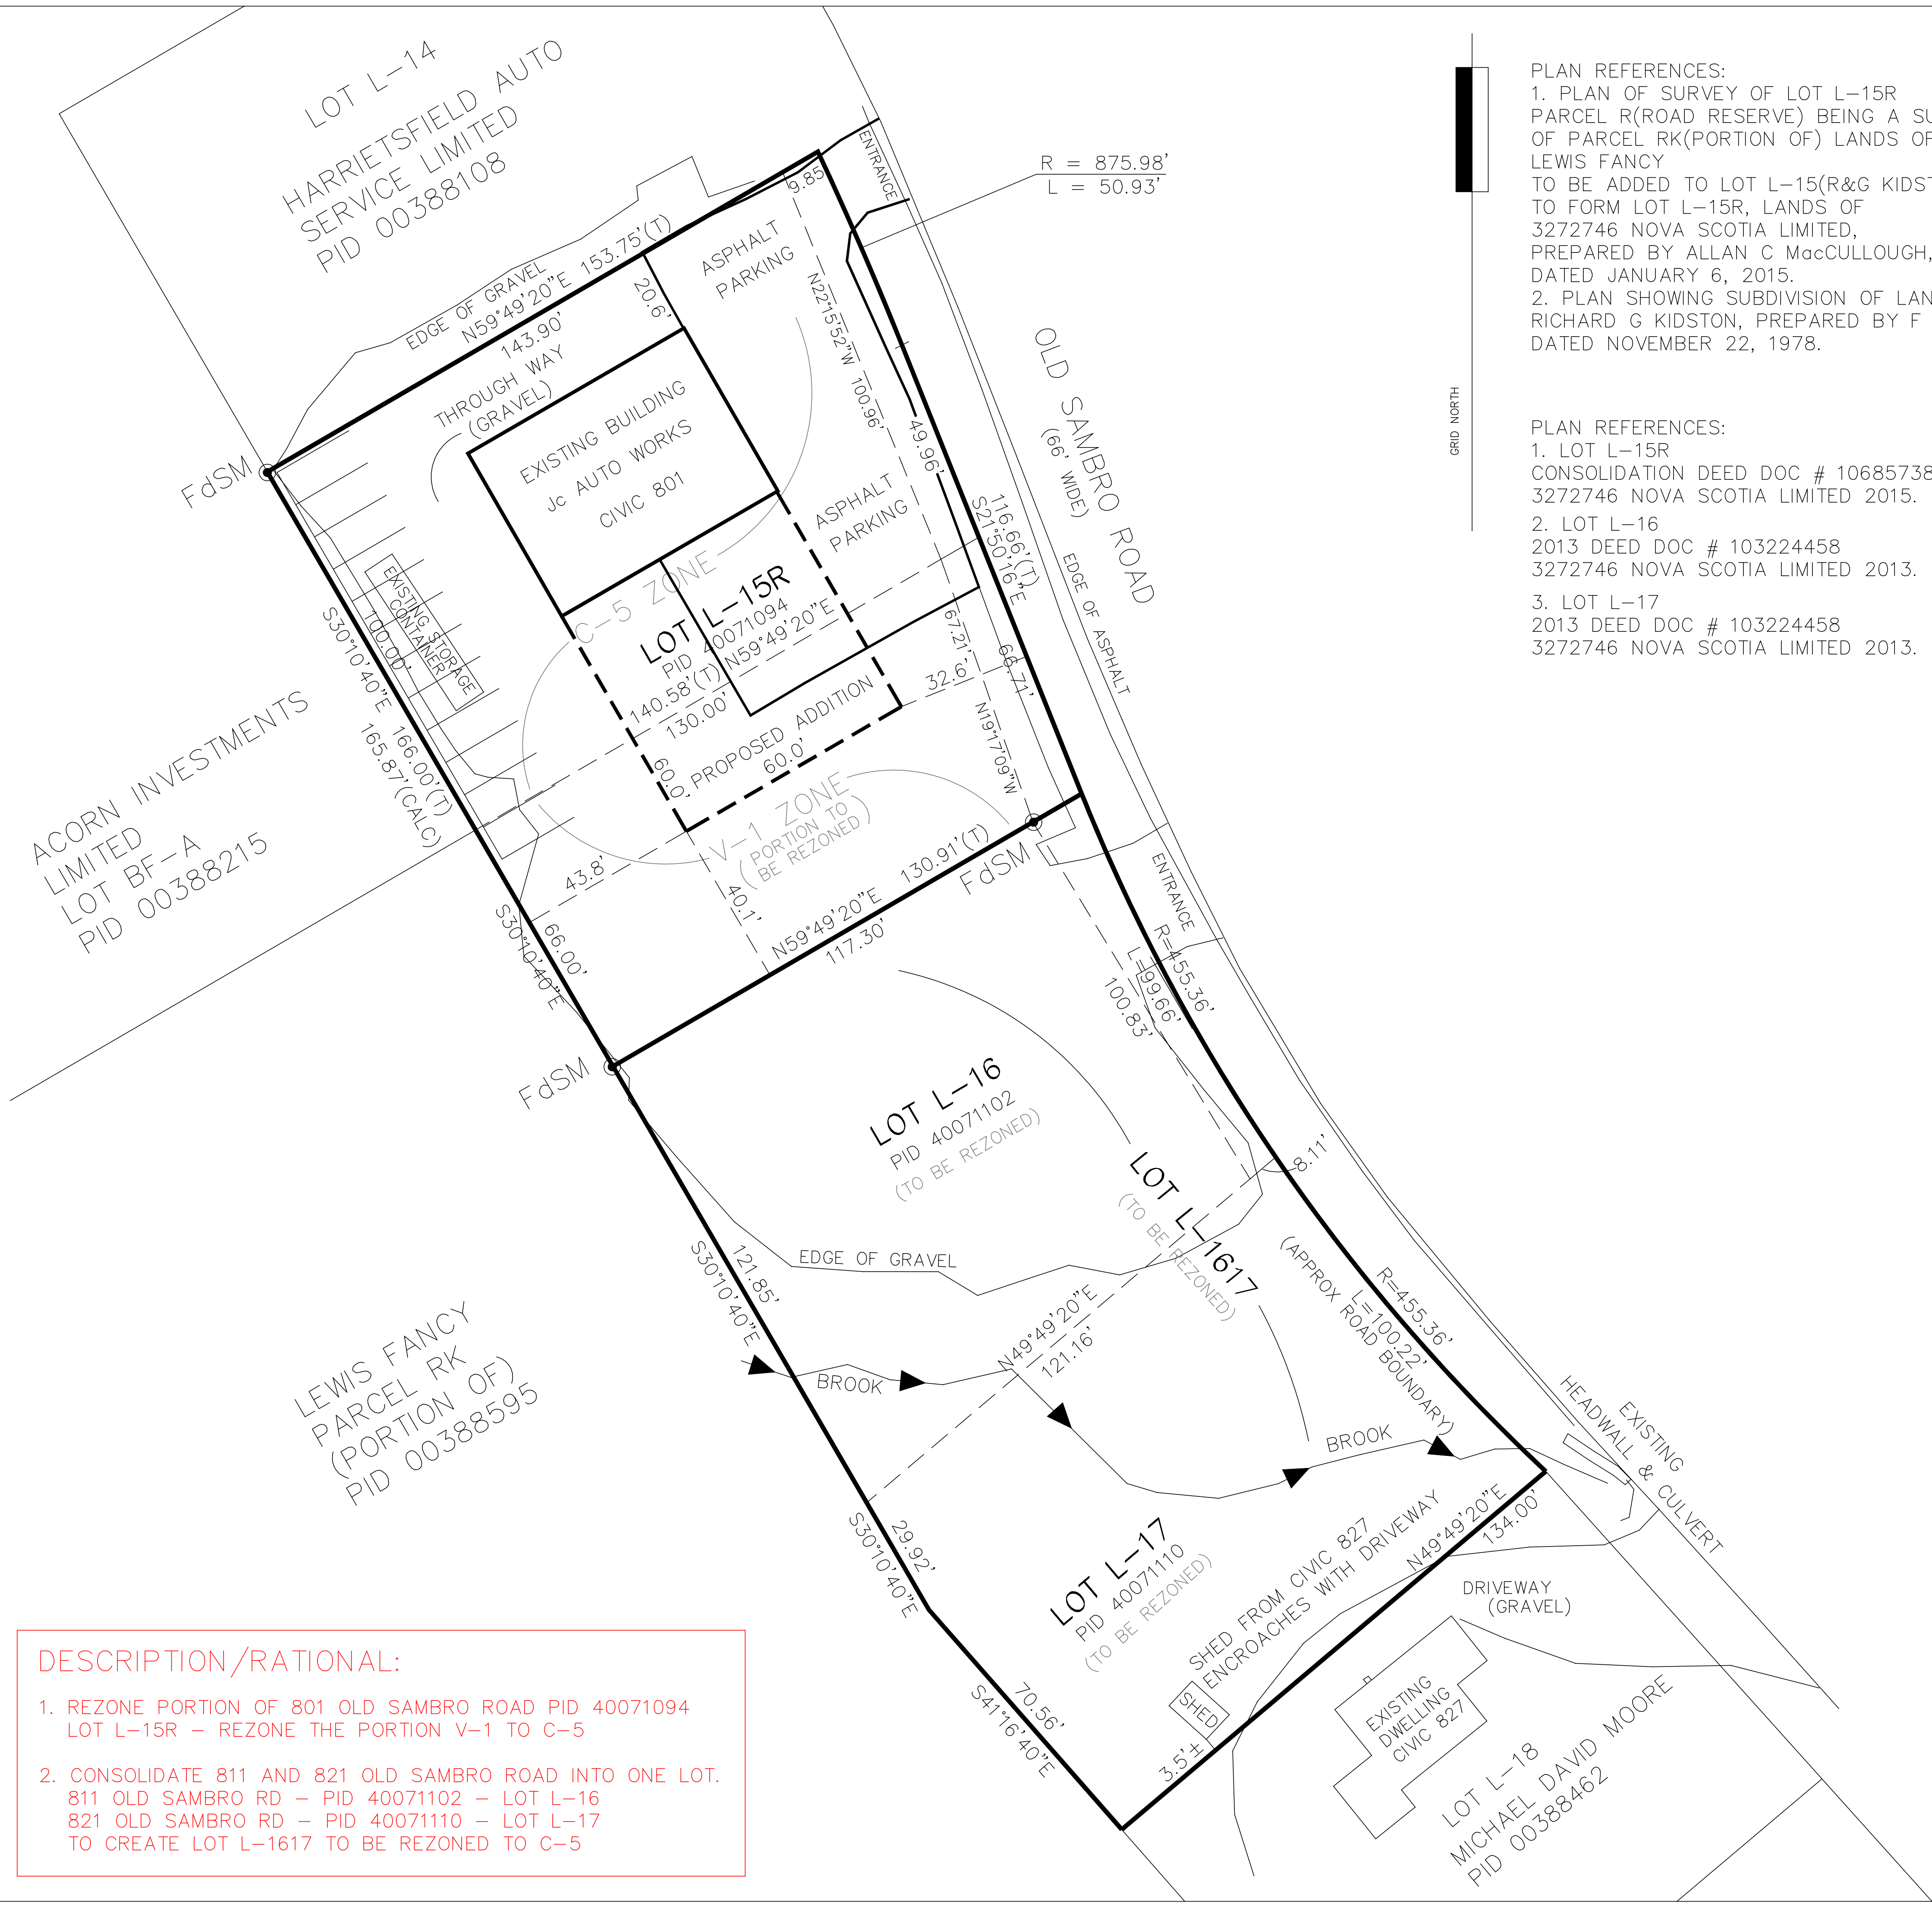 LOT L-14
HARRIETSFIELD AUTO
SERVICE LIMITED
PID 00388108
R = 875.98'
L = 50.93'
PLAN REFERENCES:
1. PLAN OF SURVEY OF LOT L-15R
PARCEL R(ROAD RESERVE) BEING A SU
OF PARCEL RK(PORTION OF) LANDS OF
LEWIS FANCY
TO BE ADDED TO LOT L-15(R&G KIDST
TO FORM LOT L-15R, LANDS OF
3272746 NOVA SCOTIA LIMITED,
PREPARED BY ALLAN C MacCULLOUGH,
DATED JANUARY 6, 2015.
2. PLAN SHOWING SUBDIVISION OF LAN
RICHARD G KIDSTON, PREPARED BY F
DATED NOVEMBER 22, 1978.
GRID NORTH
PLAN REFERENCES:
1. LOT L-15R
CONSOLIDATION DEED DOC # 10685738
3272746 NOVA SCOTIA LIMITED 2015.
2. LOT L-16
2013 DEED DOC # 103224458
3272746 NOVA SCOTIA LIMITED 2013.
3. LOT L-17
2013 DEED DOC # 103224458
3272746 NOVA SCOTIA LIMITED 2013.
ENTRANCE
9.85'
EDGE OF GRAVEL
N59°49'20"E 153.75'(T)
143.90'
20.6'
ASPHALT
PARKING
THROUGH WAY
(GRAVEL)
N22°15'52"W 100.96'
OLD SAMBRO ROAD
(66' WIDE)
EXISTING BUILDING
Jc AUTO WORKS
CIVIC 801
49.96'
FdSM
ASPHALT
PARKING
116.66'(T)
S21°50'16"E
EDGE OF ASPHALT
EXISTING STORAGE
CONTAINER
100.00'
S30°10'40"E 166.00'(T)
165.87'(CALC)
C-5 ZONE
LOT L-15R
PID 40071094
140.58'(T) N59°49'20"E
130.00'
67.21'
66.71'
32.6'
N19°17'09"W
PROPOSED ADDITION
60.0'
60.0'
ACORN INVESTMENTS
LIMITED
LOT BF-A
PID 00388215
V-1 ZONE
(PORTION TO
BE REZONED)
43.8'
40.1'
N59°49'20"E 130.91'(T)
117.30'
FdSM
ENTRANCE
66.00'
S30°10'40"E
R=455.36'
L=99.66'
100.83'
FdSM
LOT L-16
PID 40071102
(TO BE REZONED)
LOT L-1617
(TO BE REZONED)
8.11'
EDGE OF GRAVEL
121.85'
S30°10'40"E
N49°49'20"E
121.16'
R=455.36'
L=100.22'
(APPROX ROAD BOUNDARY)
BROOK
BROOK
EXISTING
HEADWALL & CULVERT
LEWIS FANCY
PARCEL RK
(PORTION OF)
PID 00388595
29.92'
S30°10'40"E
LOT L-17
PID 40071110
(TO BE REZONED)
SHED FROM CIVIC 827
ENCROACHES WITH DRIVEWAY
N49°49'20"E
134.00'
DRIVEWAY
(GRAVEL)
SHED
3.5'±
70.56'
S41°16'40"E
EXISTING
DWELLING
CIVIC 827
LOT L-18
MICHAEL DAVID MOORE
PID 00388462
DESCRIPTION/RATIONAL:
1. REZONE PORTION OF 801 OLD SAMBRO ROAD PID 40071094
LOT L-15R - REZONE THE PORTION V-1 TO C-5
2. CONSOLIDATE 811 AND 821 OLD SAMBRO ROAD INTO ONE LOT.
811 OLD SAMBRO RD - PID 40071102 - LOT L-16
821 OLD SAMBRO RD - PID 40071110 - LOT L-17
TO CREATE LOT L-1617 TO BE REZONED TO C-5